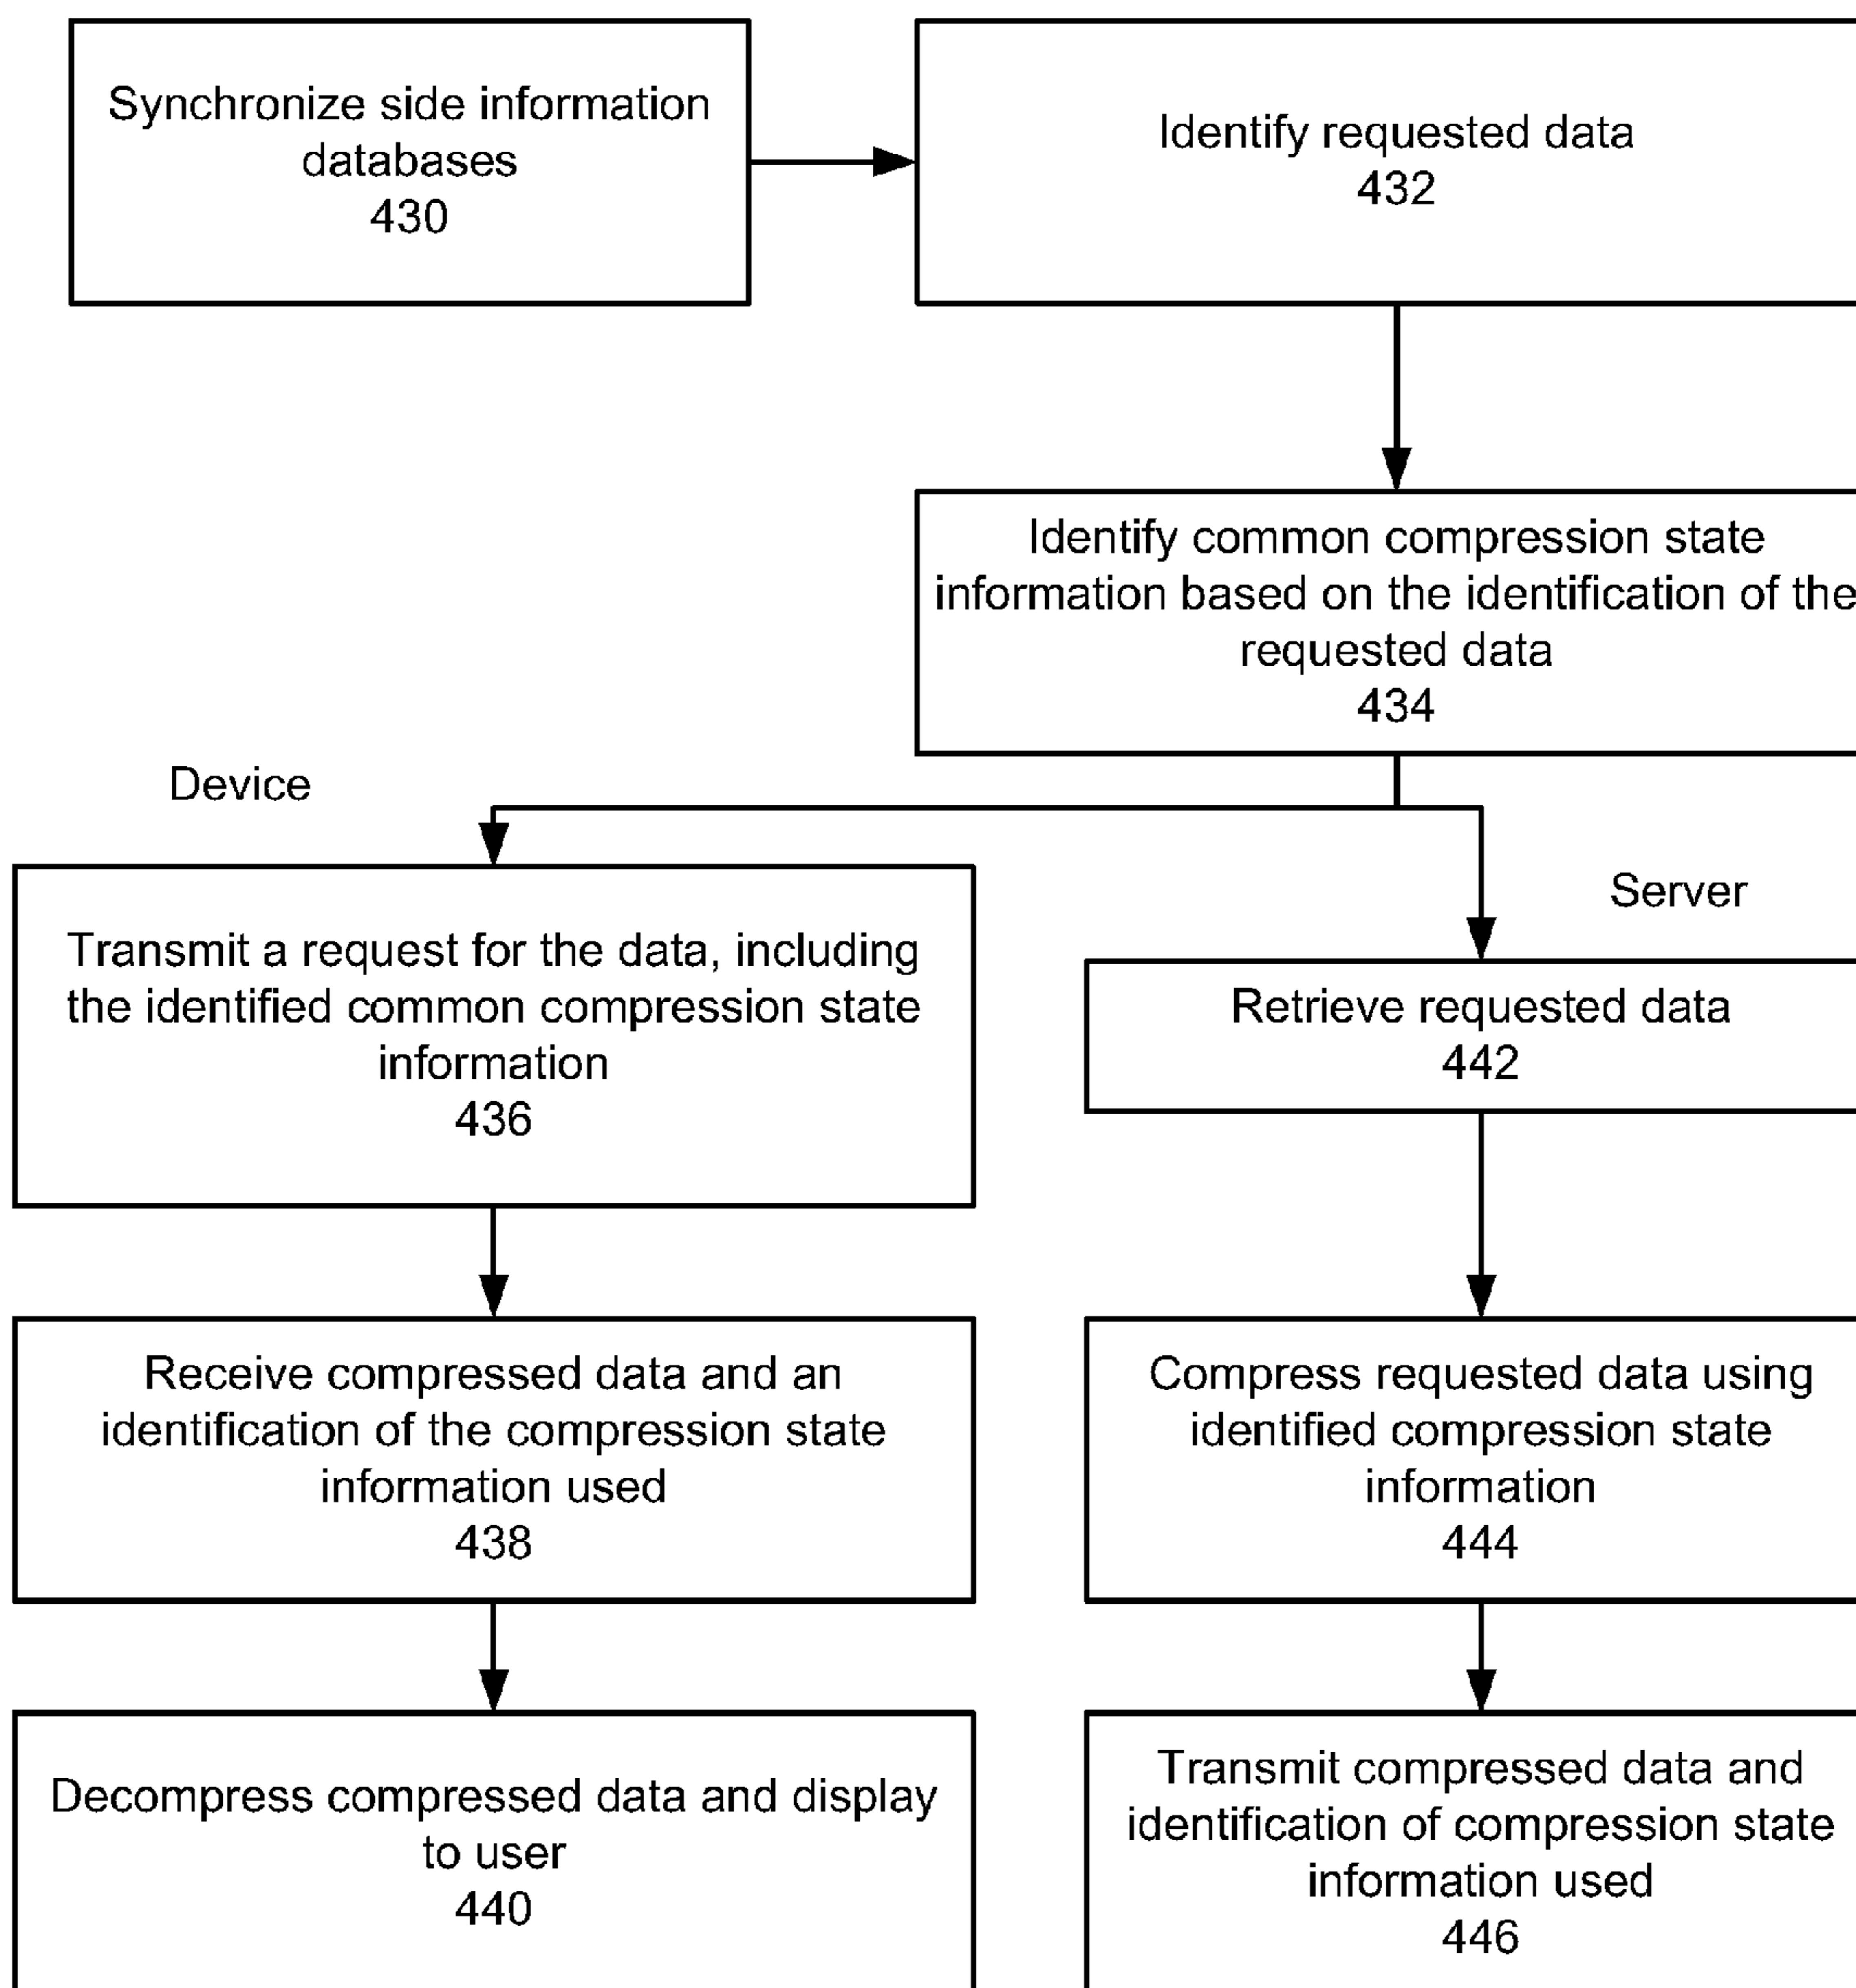 Synchronize side information
databases
430
Identify requested data
432
Identify common compression state
information based on the identification of the
requested data
434
Device
Server
Transmit a request for the data, including
the identified common compression state
information
436
Retrieve requested data
442
Receive compressed data and an
identification of the compression state
information used
438
Compress requested data using
identified compression state
information
444
Decompress compressed data and display
to user
440
Transmit compressed data and
identification of compression state
information used
446